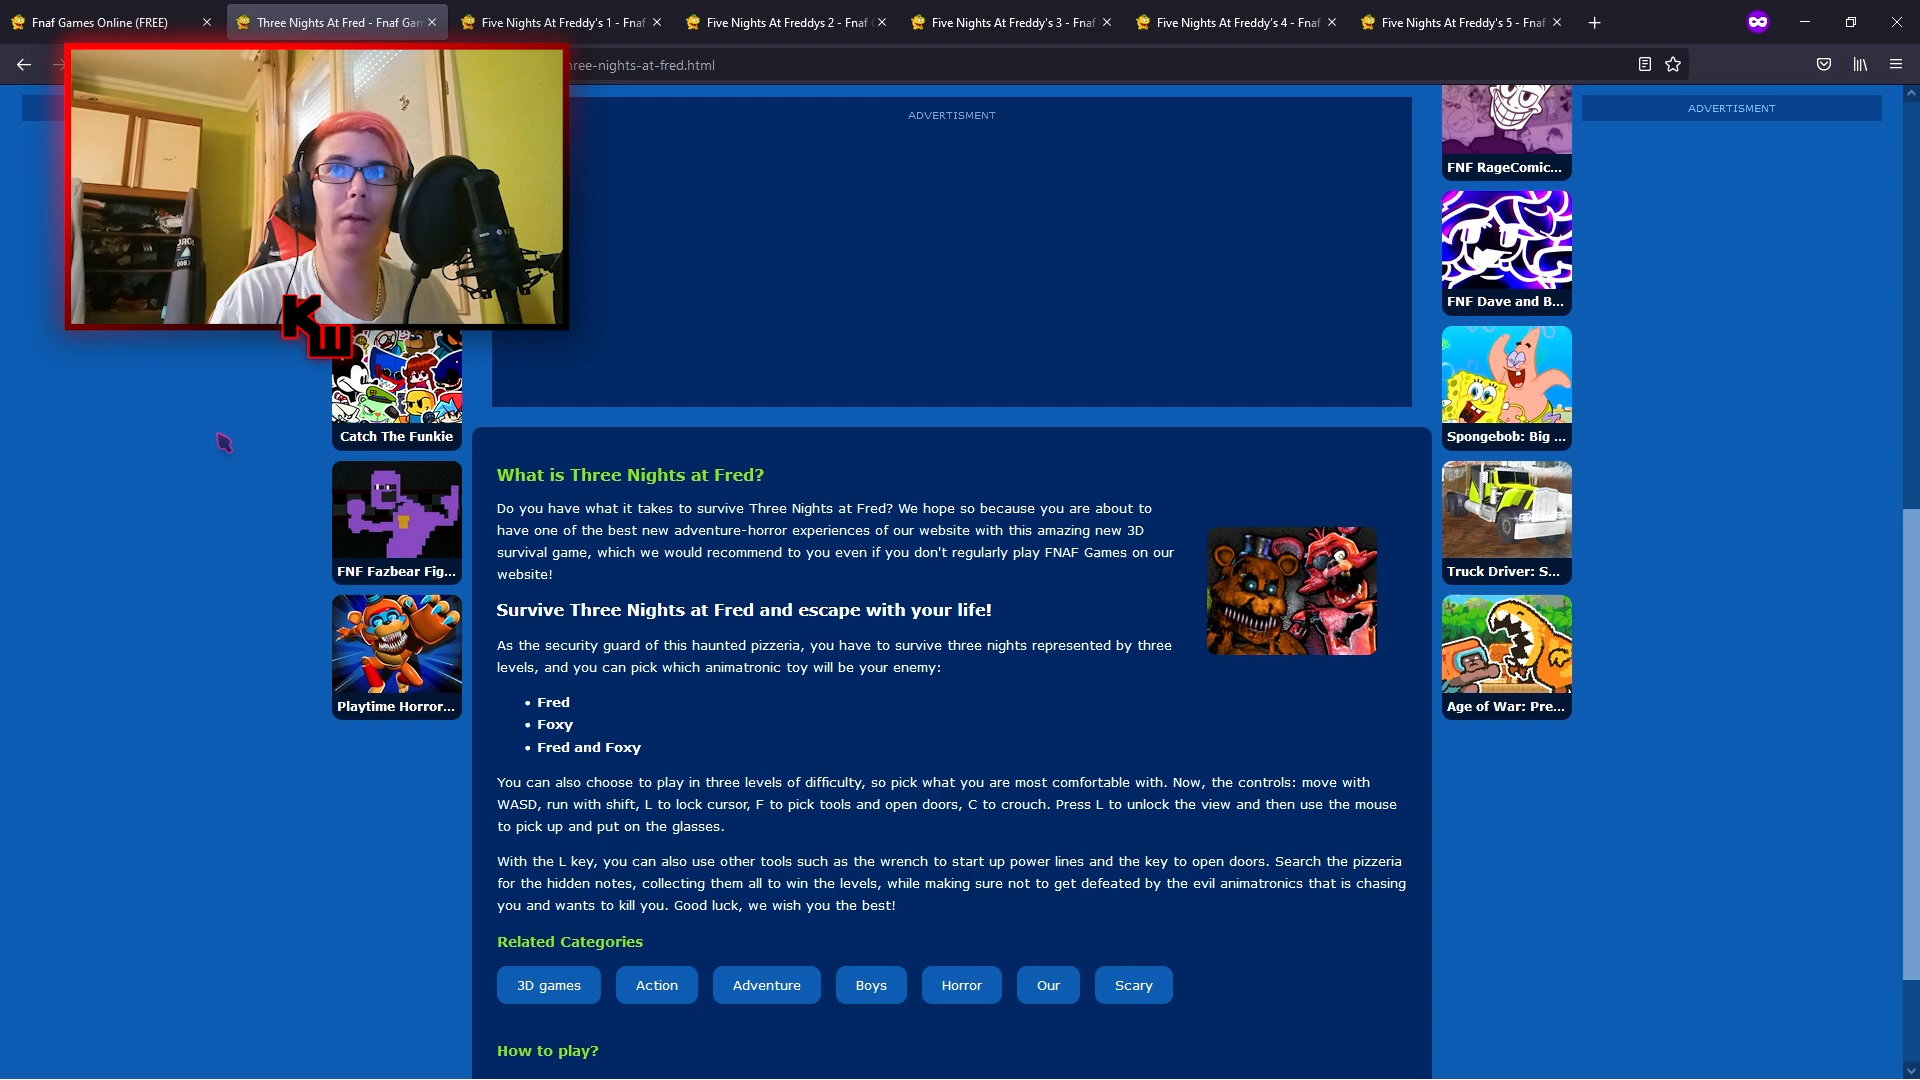 Fnaf Games Online (FREE)
Three Nights At Fred - Fnaf Gam
Five Nights At Freddy's 1 - Fnaf
Five Nights At Freddys 2 - Fnaf G
Five Nights At Freddy's 3 - Fnaf
Five Nights At Freddy's 4 - Fnaf
Five Nights At Freddy's 5 - Fnaf
hree-nights-at-fred.html
ADVERTISMENT
ADVERTISMENT
FNF RageComic...
FNF Dave and B...
Spongebob: Big ...
Truck Driver: S...
Age of War: Pre...
Catch The Funkie
FNF Fazbear Fig...
Playtime Horror...
What is Three Nights at Fred?
Do you have what it takes to survive Three Nights at Fred? We hope so because you are about to
have one of the best new adventure-horror experiences of our website with this amazing new 3D
survival game, which we would recommend to you even if you don't regularly play FNAF Games on our
website!
Survive Three Nights at Fred and escape with your life!
As the security guard of this haunted pizzeria, you have to survive three nights represented by three
levels, and you can pick which animatronic toy will be your enemy:
• Fred
• Foxy
• Fred and Foxy
You can also choose to play in three levels of difficulty, so pick what you are most comfortable with. Now, the controls: move with
WASD, run with shift, L to lock cursor, F to pick tools and open doors, C to crouch. Press L to unlock the view and then use the mouse
to pick up and put on the glasses.
With the L key, you can also use other tools such as the wrench to start up power lines and the key to open doors. Search the pizzeria
for the hidden notes, collecting them all to win the levels, while making sure not to get defeated by the evil animatronics that is chasing
you and wants to kill you. Good luck, we wish you the best!
Related Categories
3D games
Action
Adventure
Boys
Horror
Our
Scary
How to play?